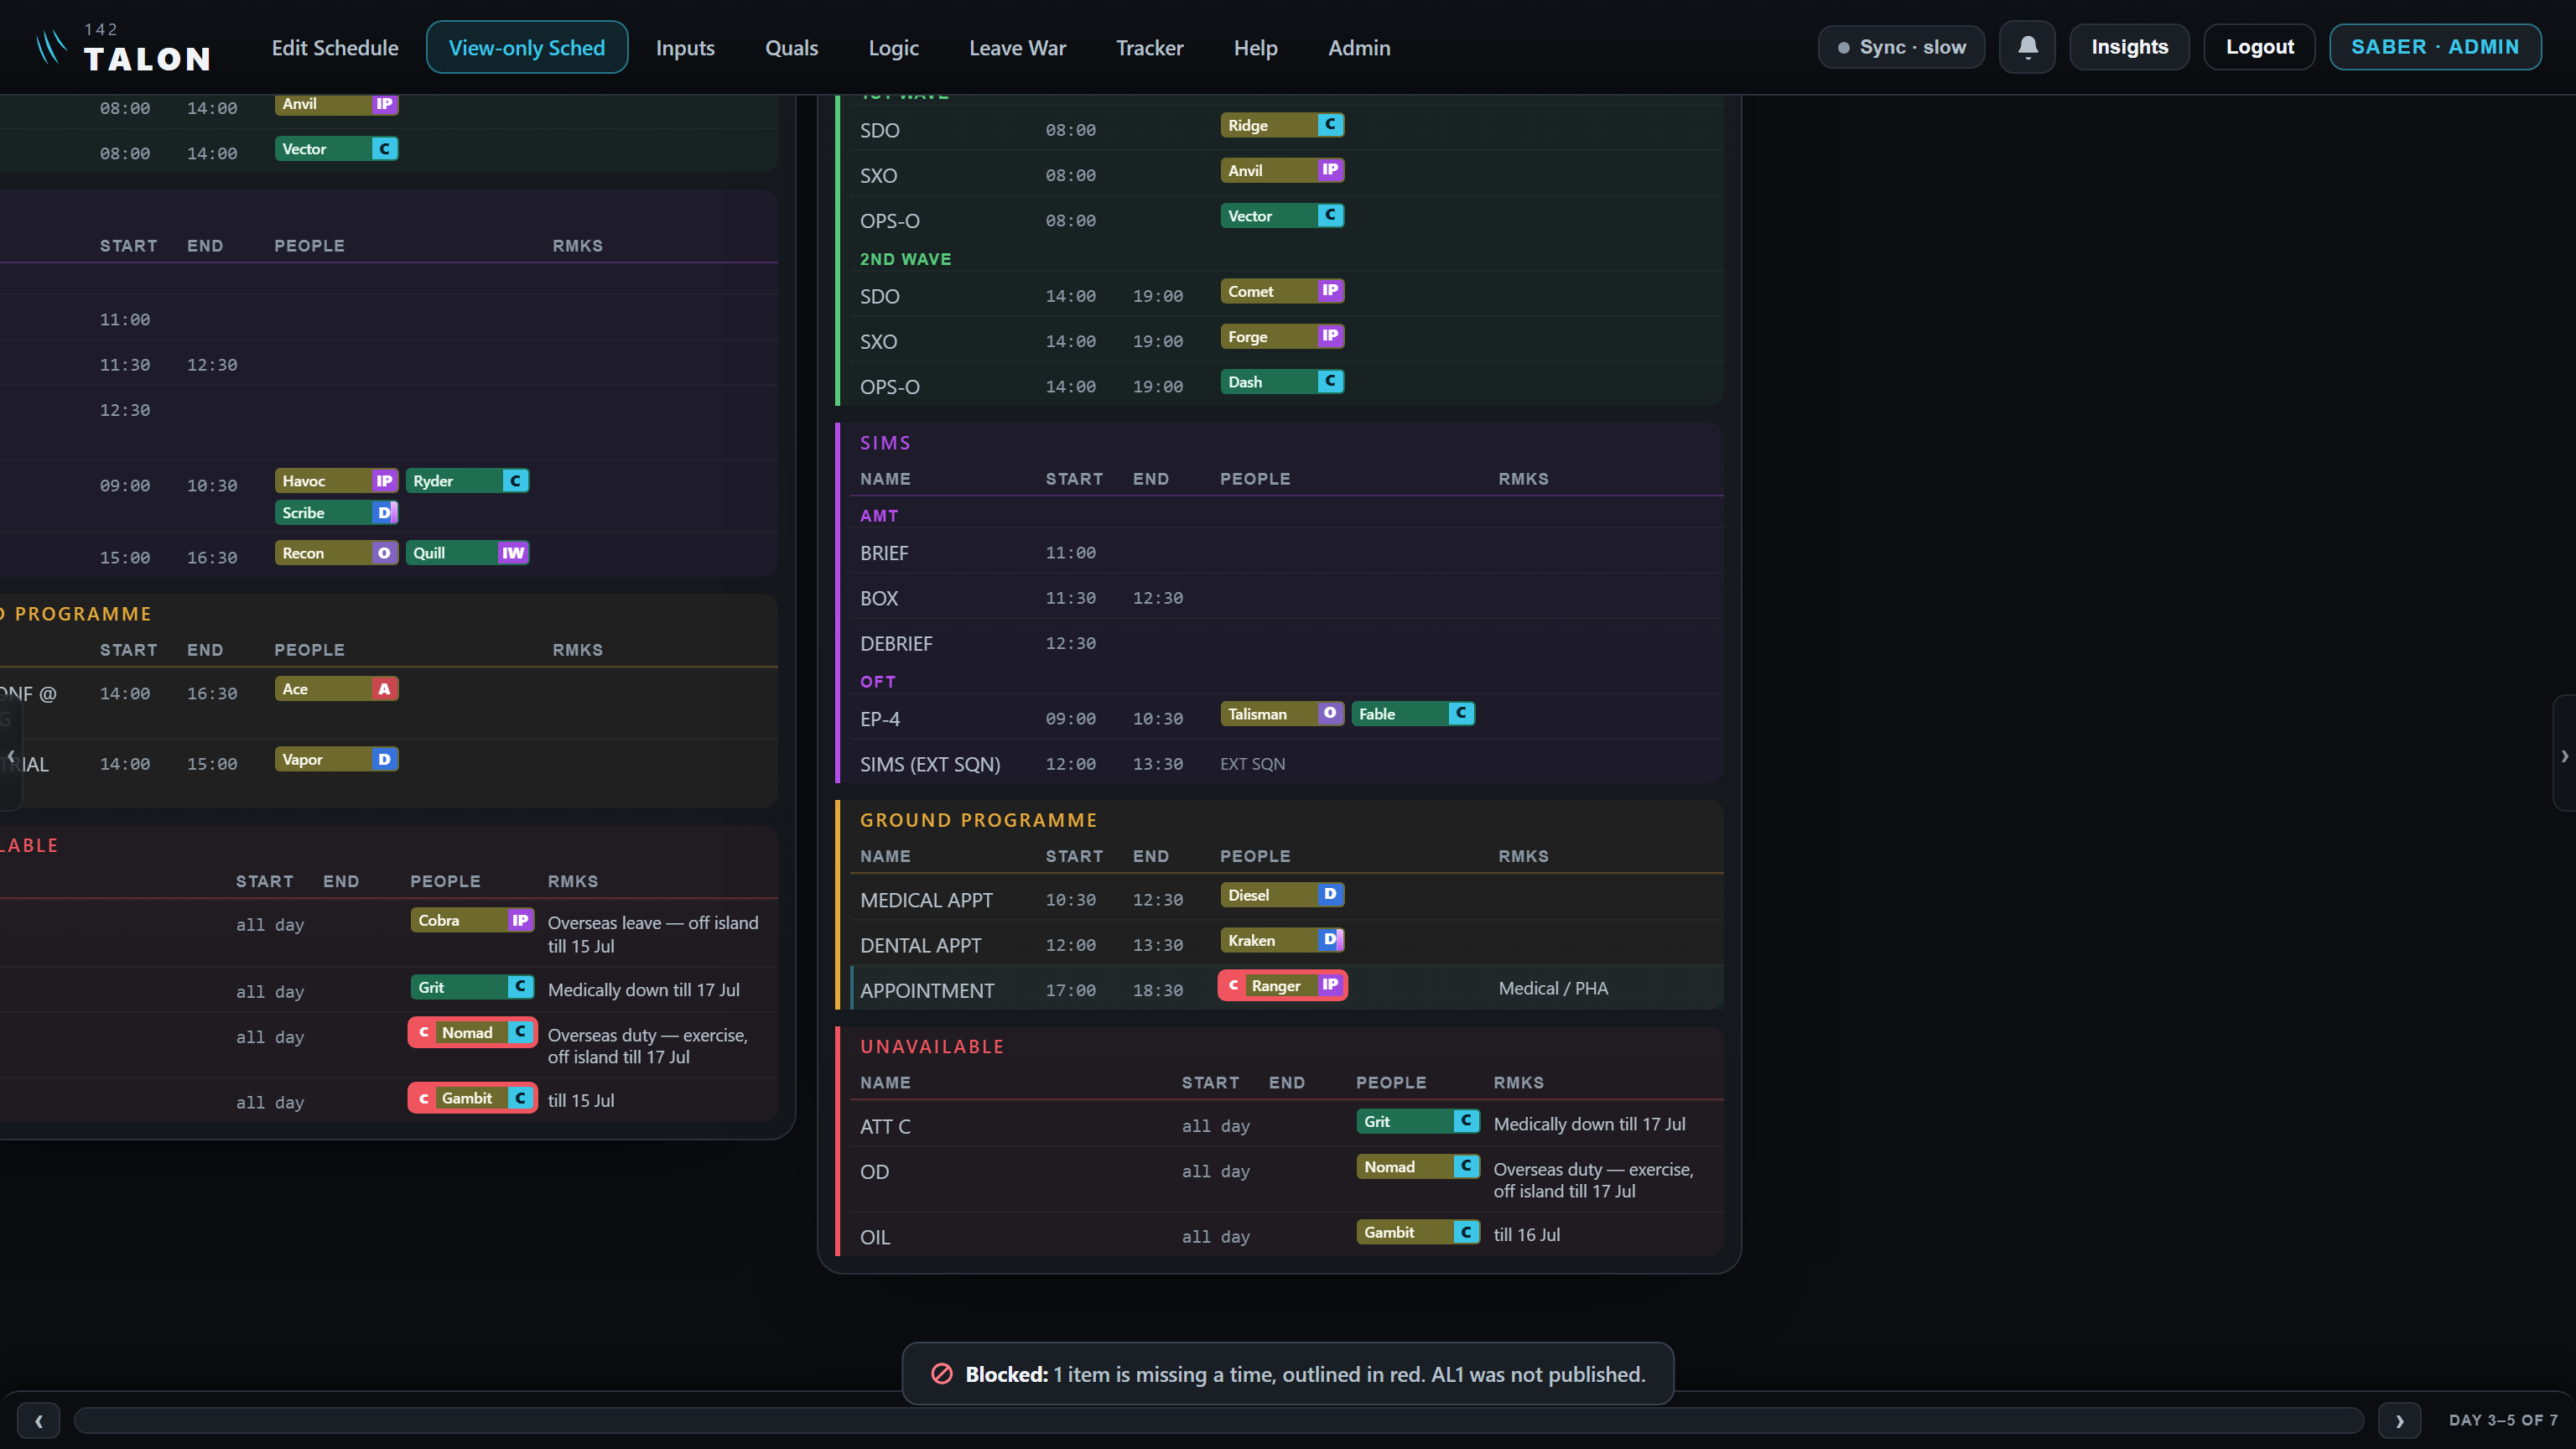 142
TALON
Edit Schedule
View-only Sched
Inputs
Quals
Logic
Leave War
Tracker
Help
Admin
Sync · slow
Insights
Logout
SABER · ADMIN
08:00 14:00 Anvil IP
08:00 14:00 Vector C
START END PEOPLE RMKS
11:00
11:30 12:30
12:30
09:00 10:30 Havoc IP Ryder C
Scribe D
15:00 16:30 Recon O Quill IW
PROGRAMME
START END PEOPLE RMKS
NF @ 14:00 16:30 Ace A
G
RIAL 14:00 15:00 Vapor D
LABLE
START END PEOPLE RMKS
all day Cobra IP Overseas leave — off island
till 15 Jul
all day Grit C Medically down till 17 Jul
all day C Nomad C Overseas duty — exercise,
off island till 17 Jul
all day C Gambit C till 15 Jul
1ST WAVE
SDO 08:00 Ridge C
SXO 08:00 Anvil IP
OPS-O 08:00 Vector C
2ND WAVE
SDO 14:00 19:00 Comet IP
SXO 14:00 19:00 Forge IP
OPS-O 14:00 19:00 Dash C
SIMS
NAME START END PEOPLE RMKS
AMT
BRIEF 11:00
BOX 11:30 12:30
DEBRIEF 12:30
OFT
EP-4 09:00 10:30 Talisman O Fable C
SIMS (EXT SQN) 12:00 13:30 EXT SQN
GROUND PROGRAMME
NAME START END PEOPLE RMKS
MEDICAL APPT 10:30 12:30 Diesel D
DENTAL APPT 12:00 13:30 Kraken D
APPOINTMENT 17:00 18:30 C Ranger IP Medical / PHA
UNAVAILABLE
NAME START END PEOPLE RMKS
ATT C all day Grit C Medically down till 17 Jul
OD all day Nomad C Overseas duty — exercise,
off island till 17 Jul
OIL all day Gambit C till 16 Jul
Blocked: 1 item is missing a time, outlined in red. AL1 was not published.
DAY 3–5 OF 7